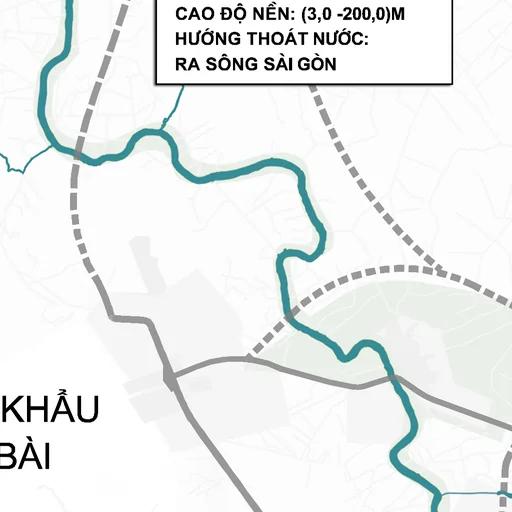 CAO ĐỘ NỀN: (3,0 -200,0)M
HƯỚNG THOÁT NƯỚC:
RA SÔNG SÀI GÒN
KHẨU
BÀI